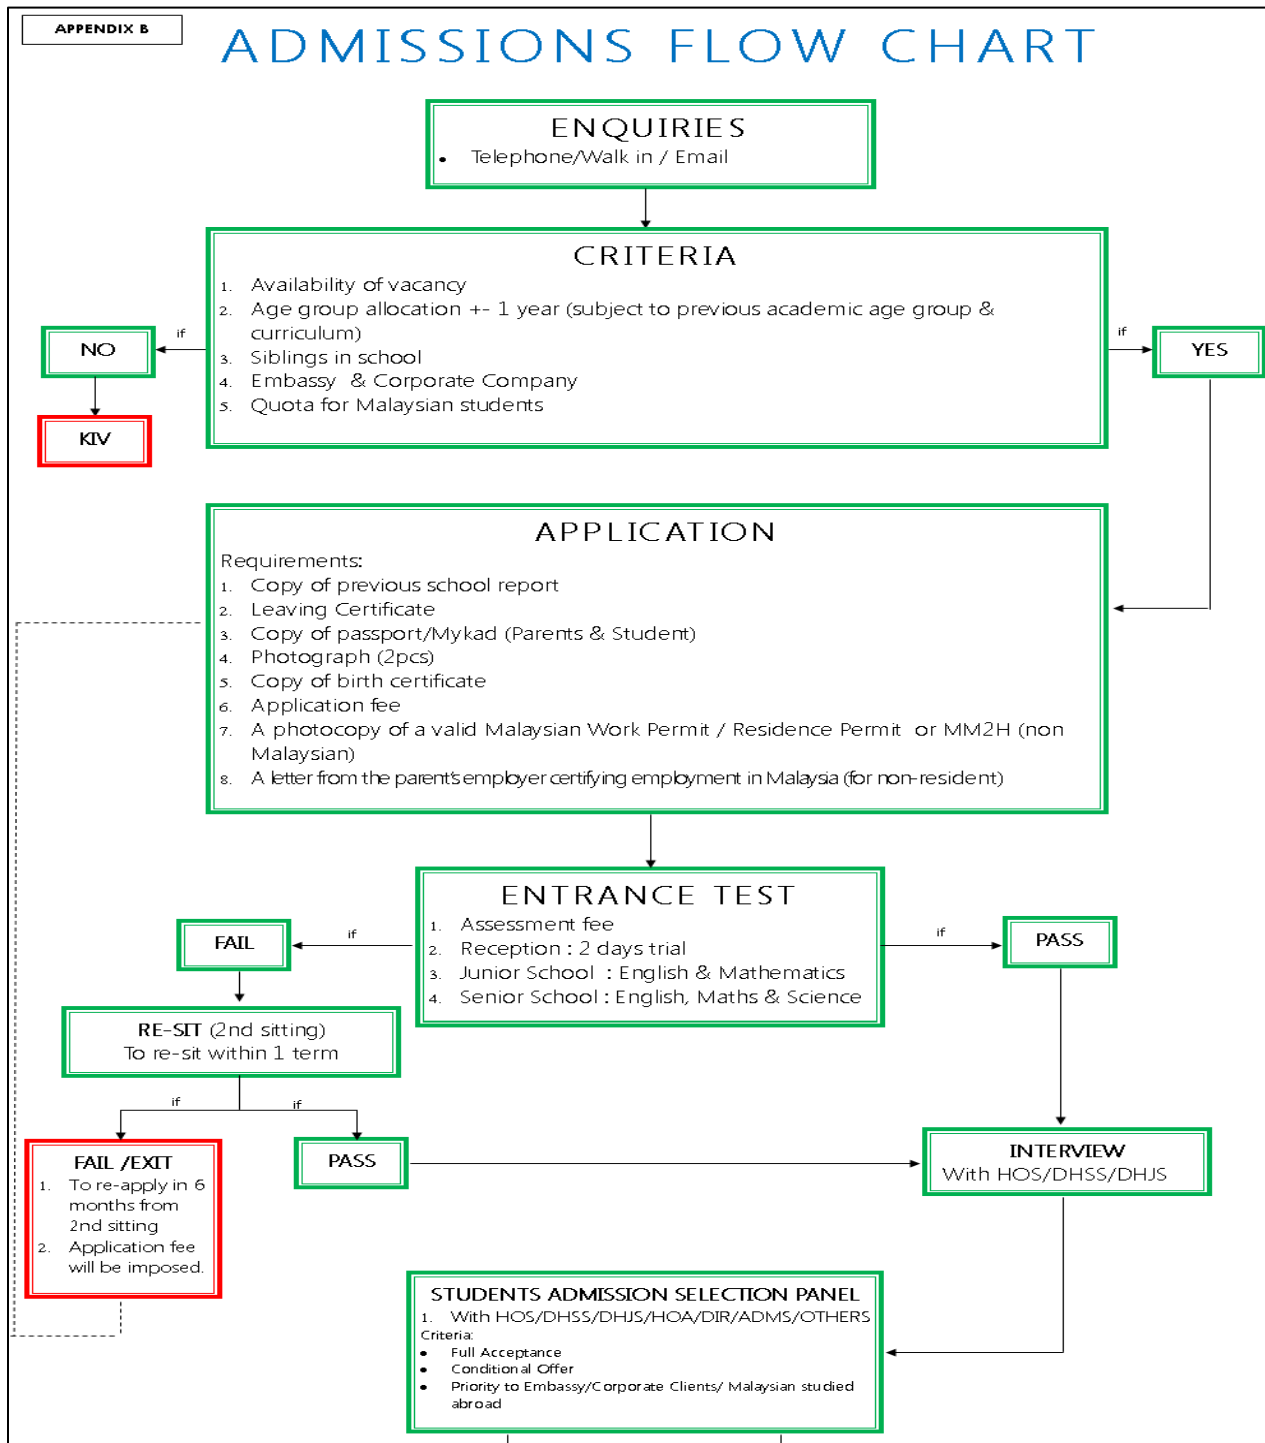 APPENDIX B
ADMISSIONS FLOW CHART
ENQUIRIES
• Telephone/Walk in / Email
CRITERIA
1. Availability of vacancy
2. Age group allocation +- 1 year (subject to previous academic age group &
curriculum)
3. Siblings in school
4. Embassy & Corporate Company
5. Quota for Malaysian students
if
NO
KIV
if
YES
APPLICATION
Requirements:
1. Copy of previous school report
2. Leaving Certificate
3. Copy of passport/Mykad (Parents & Student)
4. Photograph (2pcs)
5. Copy of birth certificate
6. Application fee
7. A photocopy of a valid Malaysian Work Permit / Residence Permit or MM2H (non
Malaysian)
8. A letter from the parent's employer certifying employment in Malaysia (for non-resident)
ENTRANCE TEST
1. Assessment fee
2. Reception : 2 days trial
3. Junior School : English & Mathematics
4. Senior School : English, Maths & Science
if
FAIL
if
PASS
RE-SIT (2nd sitting)
To re-sit within 1 term
if
if
FAIL /EXIT
1. To re-apply in 6
months from
2nd sitting
2. Application fee
will be imposed.
PASS
INTERVIEW
With HOS/DHSS/DHJS
STUDENTS ADMISSION SELECTION PANEL
1. With HOS/DHSS/DHJS/HOA/DIR/ADMS/OTHERS
Criteria:
• Full Acceptance
• Conditional Offer
• Priority to Embassy/Corporate Clients/ Malaysian studied
abroad